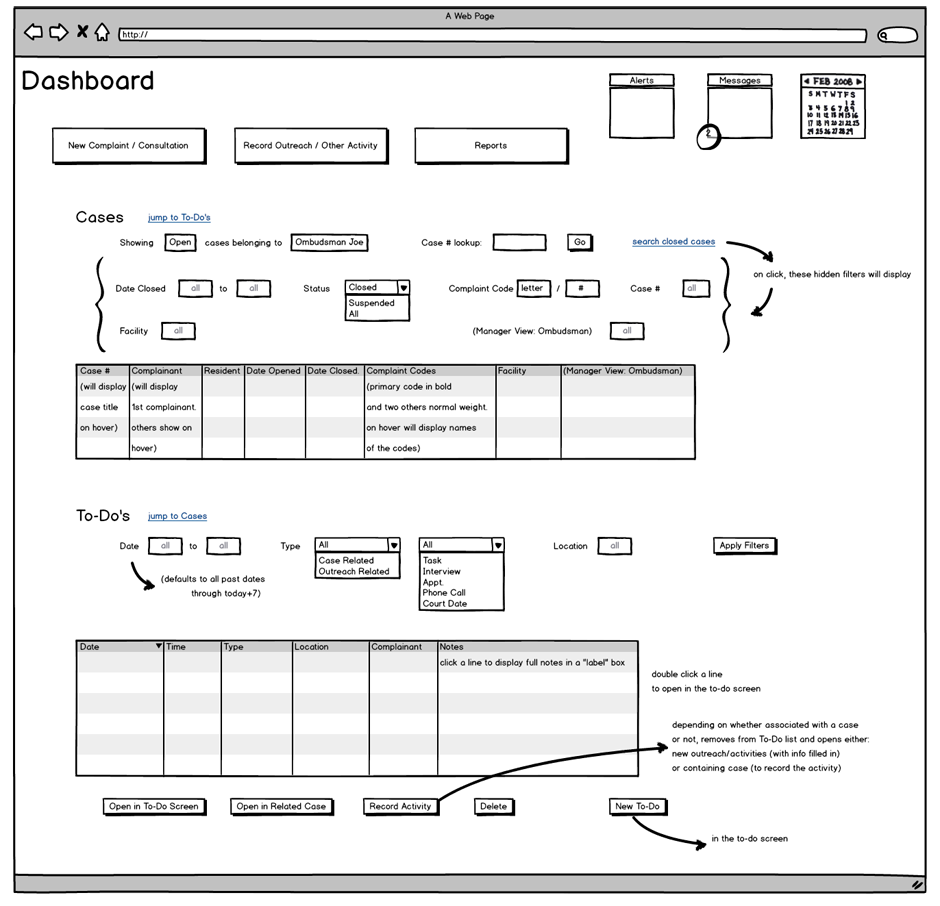 A Web Page
http://
Dashboard
Alerts
Messages
2
FEB 2008
S M T W T F S
1 2
3 4 5 6 7 8 9
10 11 12 13 14 15 16
17 18 19 20 21 22 23
24 25 26 27 28 29
New Complaint / Consultation
Record Outreach / Other Activity
Reports
Cases jump to To-Do's
Showing Open cases belonging to Ombudsman Joe Case # lookup: Go search closed cases
on click, these hidden filters will display
Date Closed all to all Status Closed Complaint Code letter / # Case # all
Suspended
All
Facility all (Manager View: Ombudsman) all
Case # Complainant Resident Date Opened Date Closed. Complaint Codes Facility (Manager View: Ombudsman)
(will display (will display (primary code in bold
case title 1st complainant. and two others normal weight.
on hover) others show on on hover will display names
hover) of the codes)
To-Do's jump to Cases
Date all to all Type All All Location all Apply Filters
Case Related Task
Outreach Related Interview
Appt.
Phone Call
Court Date
(defaults to all past dates
through today+7)
Date Time Type Location Complainant Notes
click a line to display full notes in a "label" box
double click a line
to open in the to-do screen
depending on whether associated with a case
or not, removes from To-Do list and opens either:
new outreach/activities (with info filled in)
or containing case (to record the activity)
Open in To-Do Screen Open in Related Case Record Activity Delete New To-Do
in the to-do screen